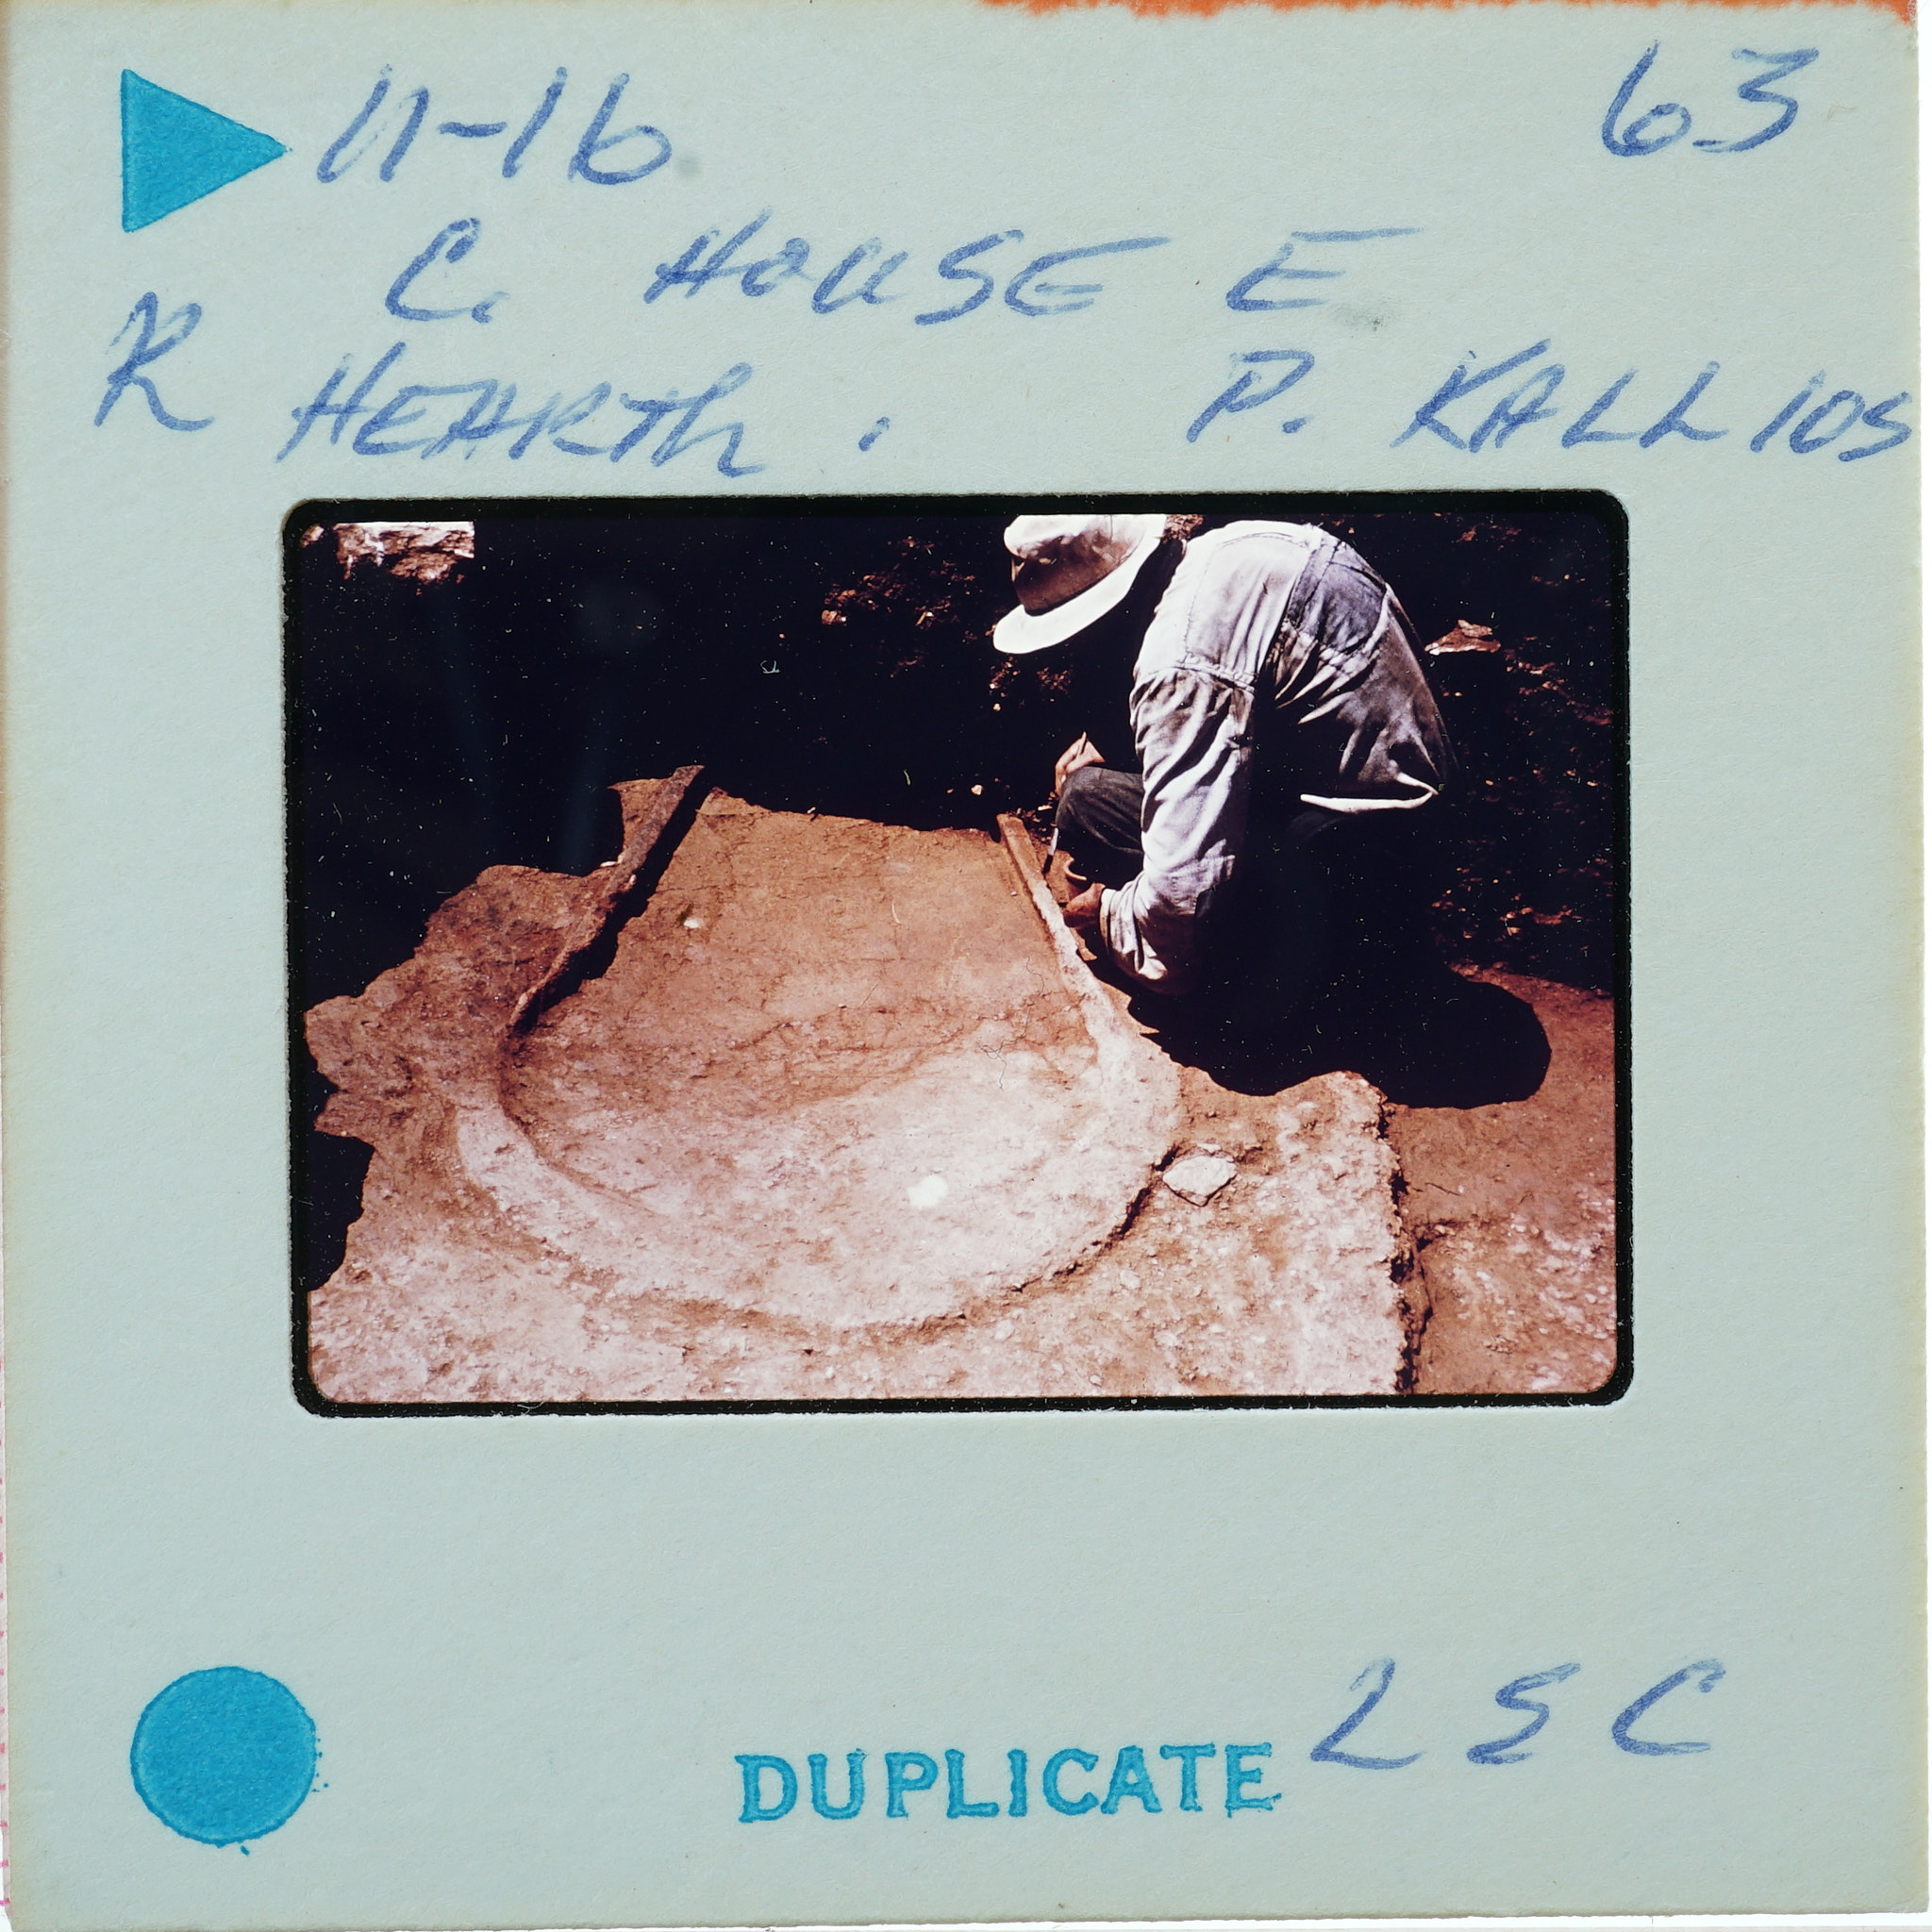 11-16 63
C. HOUSE E
R HEARTH. P. KALLIOS
DUPLICATE 2 S C